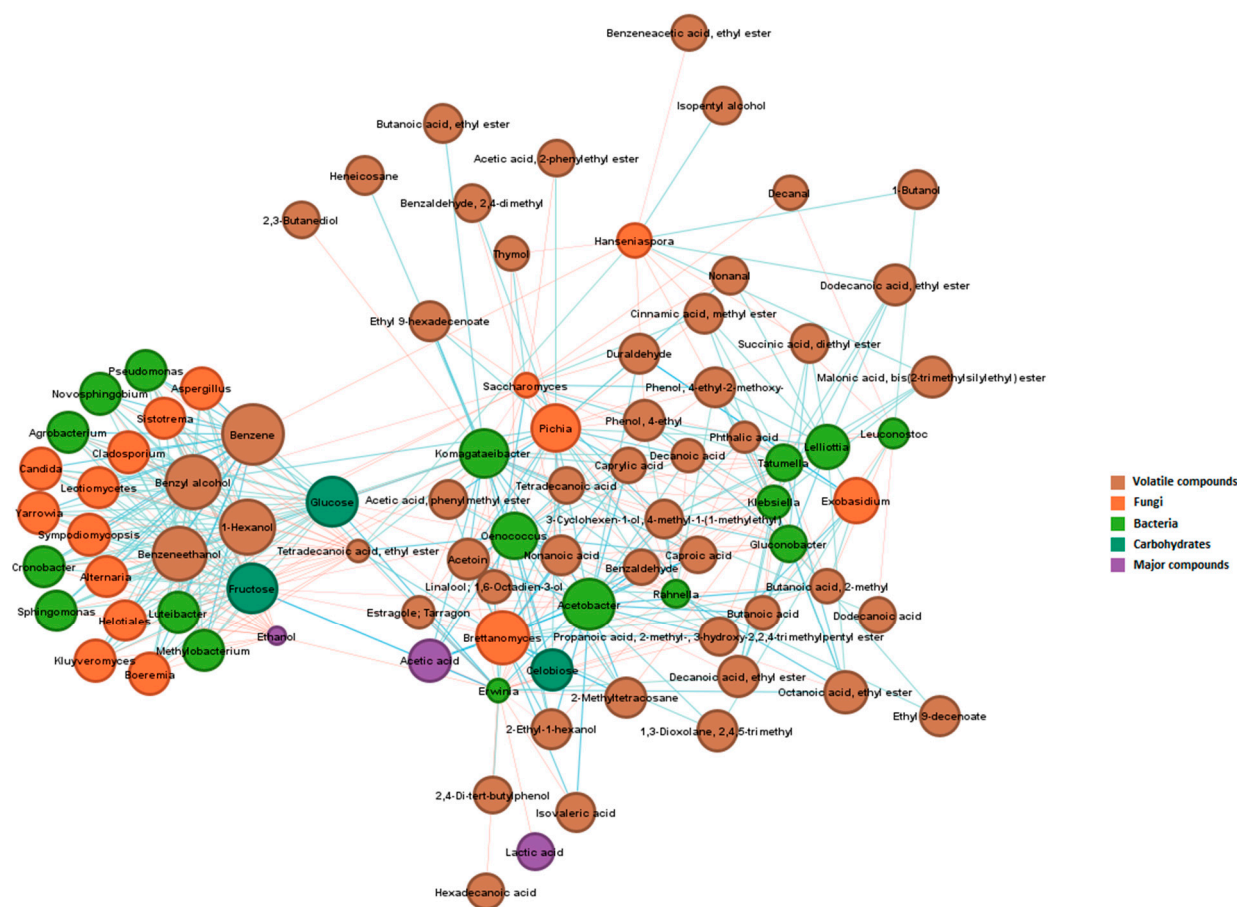 Benzeneacetic acid, ethyl ester
Isopentyl alcohol
Butanoic acid, ethyl ester
Acetic acid, 2-phenylethyl ester
Heneicosane
Decanal
1-Butanol
Benzaldehyde, 2,4-dimethyl
2,3-Butanediol
Hanseniaspora
Thymol
Nonanal
Dodecanoic acid, ethyl ester
Cinnamic acid, methyl ester
Ethyl 9-hexadecenoate
Succinic acid, diethyl ester
Duraldehyde
Pseudomonas
Malonic acid, bis(2-trimethylsilylethyl) ester
Saccharomyces
Phenol, 4-ethyl-2-methoxy-
Aspergillus
Novosphingobium
Sistotrema
Phenol, 4-ethyl
Pichia
Agrobacterium
Benzene
Phthalic acid
Leuconostoc
Lelliottia
Cladosporium
Komagataeibacter
Decanoic acid
Tatumella
Caprylic acid
Candida
Leotiomycetes
Benzyl alcohol
Volatile compounds
Tetradecanoic acid
Acetic acid, phenylmethyl ester
Glucose
Klebsiella
Exobasidium
Fungi
Yarrowia
3-Cyclohexen-1-ol, 4-methyl-1-(1-methylethyl)
Bacteria
1-Hexanol
Sympodiomycopsis
Oenococcus
Gluconobacter
Carbohydrates
Tetradecanoic acid, ethyl ester
Benzeneethanol
Nonanoic acid
Caproic acid
Acetoin
Major compounds
Cronobacter
Alternaria
Benzaldehyde
Fructose
Linalool; 1,6-Octadien-3-ol
Butanoic acid, 2-methyl
Rahnella
Acetobacter
Sphingomonas
Luteibacter
Estragole; Tarragon
Butanoic acid
Dodecanoic acid
Helotiales
Ethanol
Brettanomyces
Propanoic acid, 2-methyl-, 3-hydroxy-2,2,4-trimethylpentyl ester
Methylobacterium
Kluyveromyces
Acetic acid
Celobiose
Boeremia
Decanoic acid, ethyl ester
Erwinia
2-Methyltetracosane
Octanoic acid, ethyl ester
Ethyl 9-decenoate
2-Ethyl-1-hexanol
1,3-Dioxolane, 2,4,5-trimethyl
2,4-Di-tert-butylphenol
Isovaleric acid
Lactic acid
Hexadecanoic acid